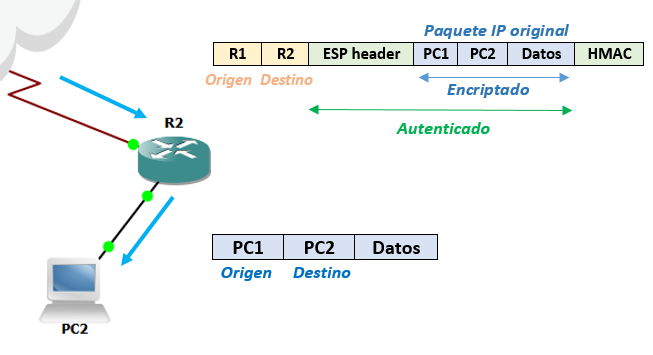 Paquete IP original
R1 R2 ESP header PC1 PC2 Datos HMAC
Origen Destino
Encriptado
Autenticado
R2
PC1 PC2 Datos
Origen Destino
PC2